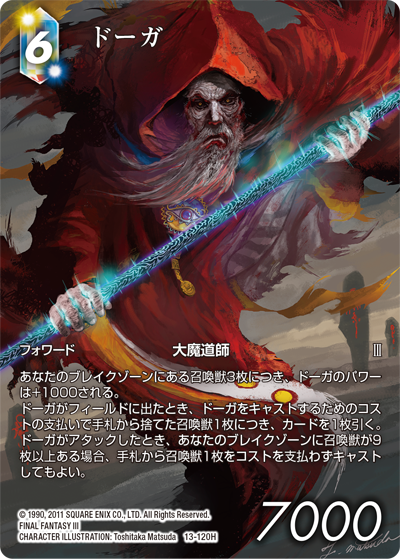 6
ドーガ
フォワード 大魔道師 III
あなたのブレイクゾーンにある召喚獣3枚につき、ドーガのパワー
は+1000される。
ドーガがフィールドに出たとき、ドーガをキャストするためのコス
トの支払いで手札から捨てた召喚獣1枚につき、カードを1枚引く。
ドーガがアタックしたとき、あなたのブレイクゾーンに召喚獣が9
枚以上ある場合、手札から召喚獣1枚をコストを支払わずキャスト
してもよい。
© 1990, 2011 SQUARE ENIX CO., LTD. All Rights Reserved.
FINAL FANTASY III
CHARACTER ILLUSTRATION: Toshitaka Matsuda 13-120H
7000